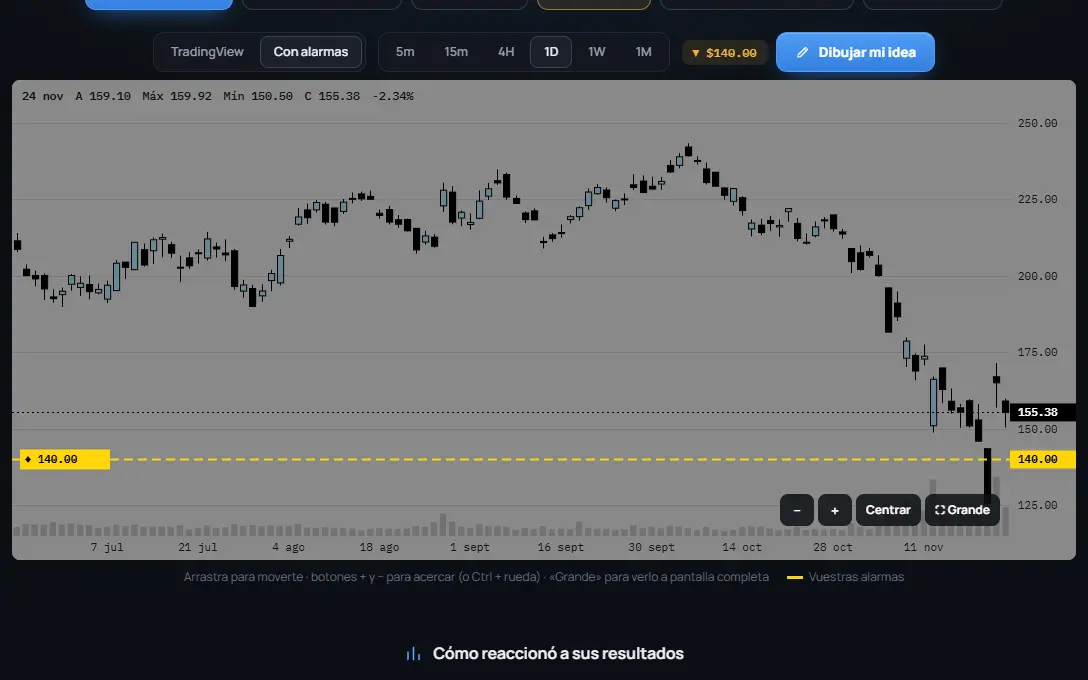 TradingView Con alarmas 5m 15m 4H 1D 1W 1M ▼ $140.00 Dibujar mi idea
24 nov A 159.10 Máx 159.92 Mín 150.50 C 155.38 -2.34%
250.00
225.00
200.00
175.00
155.38
150.00
♦ 140.00 140.00
125.00
− + Centrar Grande
7 jul 21 jul 4 ago 18 ago 1 sept 16 sept 30 sept 14 oct 28 oct 11 nov
Arrastra para moverte · botones + y − para acercar (o Ctrl + rueda) · «Grande» para verlo a pantalla completa Vuestras alarmas
Cómo reaccionó a sus resultados